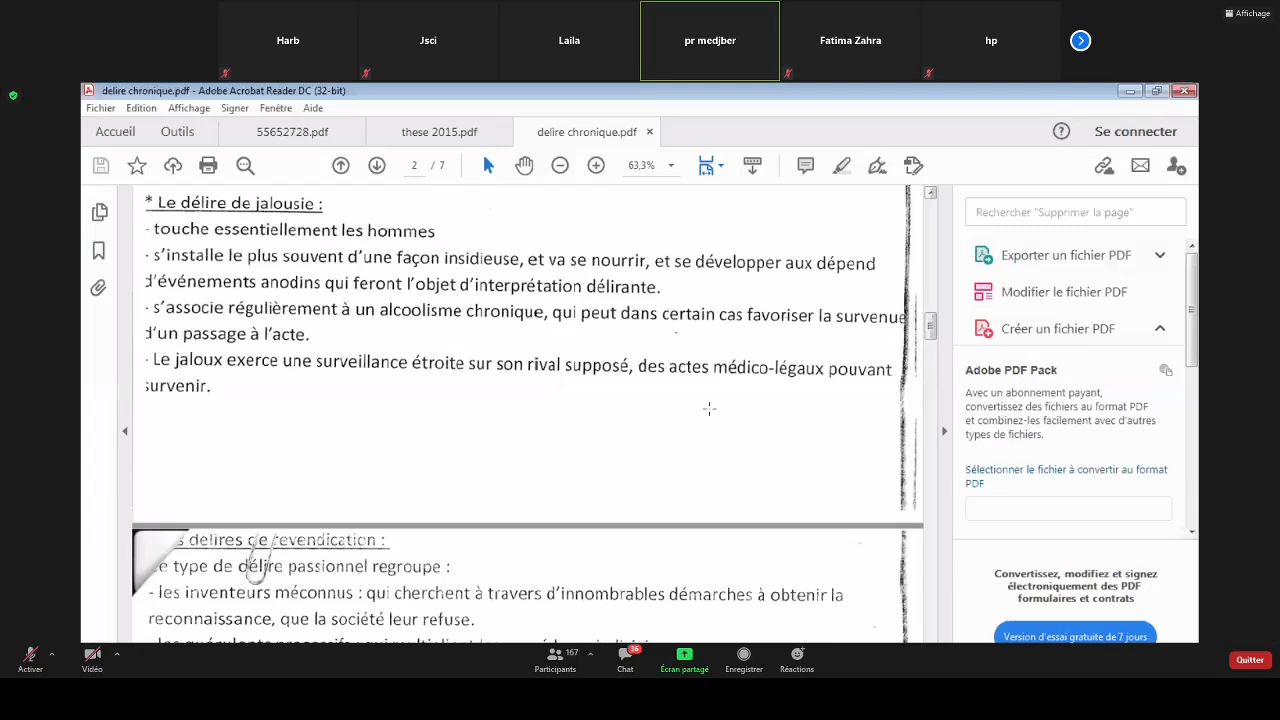 Affichage
Harb
Jsci
Laila
pr medjber
Fatima Zahra
hp
delire chronique.pdf - Adobe Acrobat Reader DC (32-bit)
Fichier Edition Affichage Signer Fenêtre Aide
Accueil Outils 55652728.pdf these 2015.pdf delire chronique.pdf × Se connecter
2 / 7 63,3%
* Le délire de jalousie :
- touche essentiellement les hommes
- s'installe le plus souvent d'une façon insidieuse, et va se nourrir, et se développer aux dépend
d'événements anodins qui feront l'objet d'interprétation délirante.
- s'associe régulièrement à un alcoolisme chronique, qui peut dans certain cas favoriser la survenue
d'un passage à l'acte.
- Le jaloux exerce une surveillance étroite sur son rival supposé, des actes médico-légaux pouvant
survenir.
délires de revendication :
type de délire passionnel regroupe :
- les inventeurs méconnus : qui cherchent à travers d'innombrables démarches à obtenir la
reconnaissance, que la société leur refuse.
Rechercher "Supprimer la page"
Exporter un fichier PDF
Modifier le fichier PDF
Créer un fichier PDF
Adobe PDF Pack
Avec un abonnement payant,
convertissez des fichiers au format PDF
et combinez-les facilement avec d'autres
types de fichiers.
Sélectionner le fichier à convertir au format
PDF
Convertissez, modifiez et signez
électroniquement des PDF
formulaires et contrats
Version d'essai gratuite de 7 jours
Activer
Vidéo
Participants 167
Chat 36
Écran partagé
Enregistrer
Réactions
Quitter